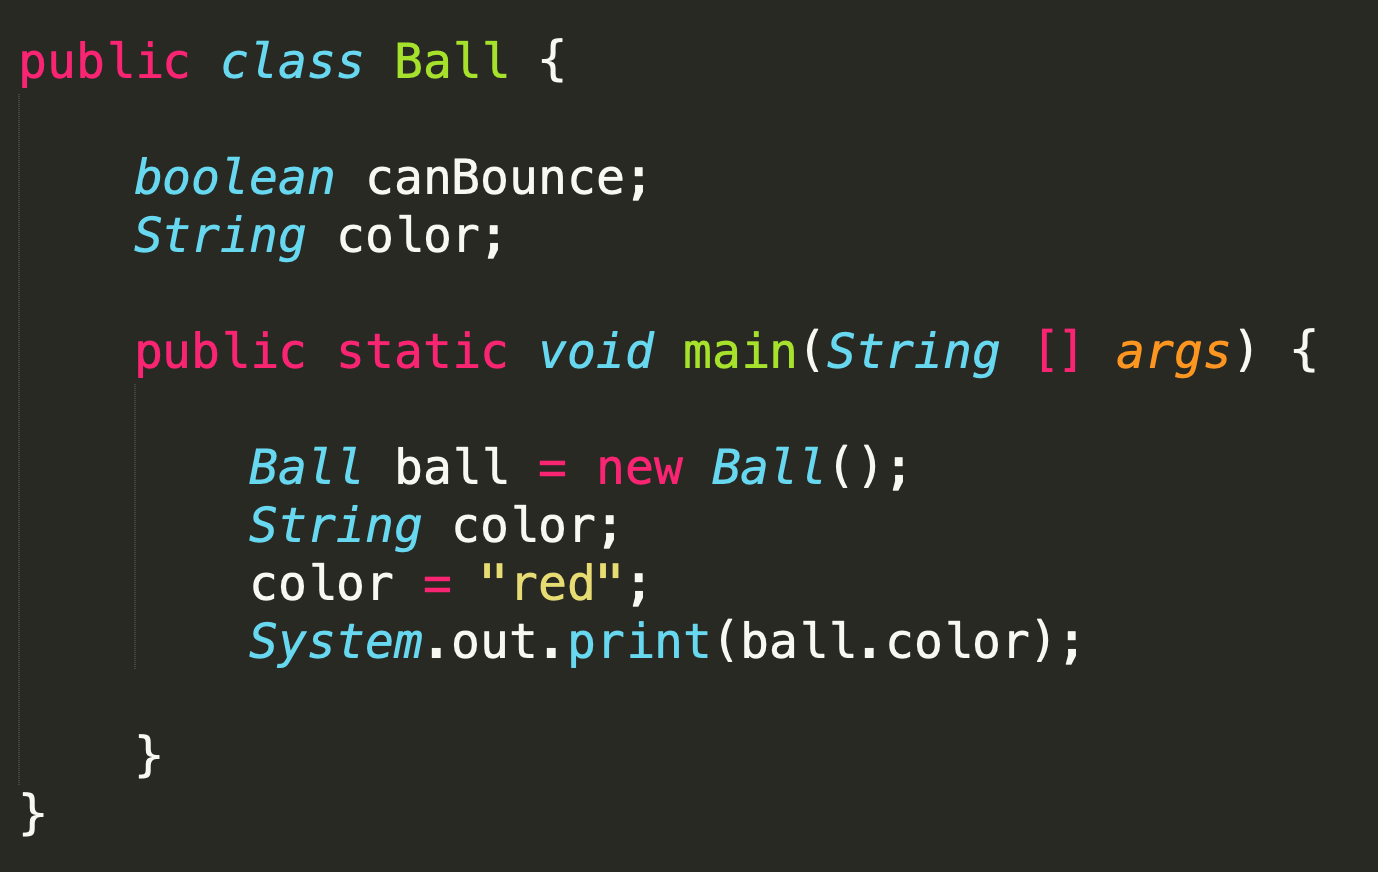 public class Ball {
boolean canBounce;
String color;
public static void main(String [] args) {
Ball ball = new Ball();
String color;
color = "red";
System.out.print(ball.color);
}
}